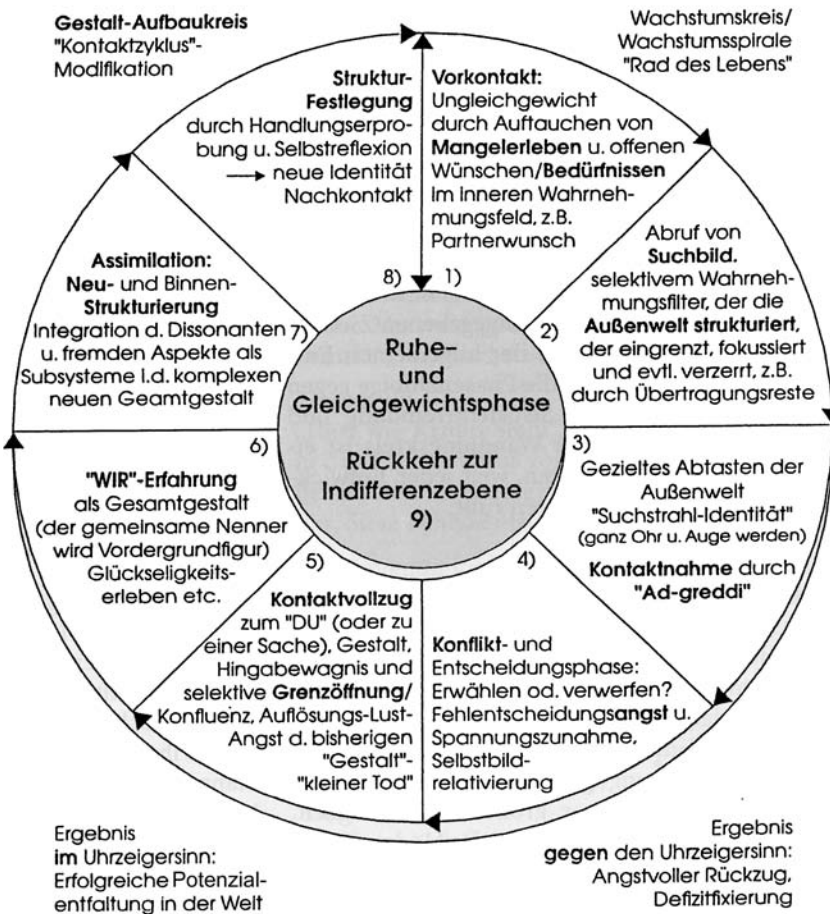 Gestalt-Aufbaukreis
"Kontaktzyklus"-
Modifikation
Wachstumskreis/
Wachstumsspirale
"Rad des Lebens"
1)
Vorkontakt:
Ungleichgewicht
durch Auftauchen von
Mangelerleben u. offenen
Wünschen/Bedürfnissen
im inneren Wahrneh-
mungsfeld, z.B.
Partnerwunsch
2)
Abruf von
Suchbild.
selektivem Wahrneh-
mungsfilter, der die
Außenwelt strukturiert,
der eingrenzt, fokussiert
und evtl. verzerrt, z.B.
durch Übertragungsreste
3)
Gezieltes Abtasten der
Außenwelt
"Suchstrahl-Identität"
(ganz Ohr u. Auge werden)
Kontaktnahme durch
"Ad-greddi"
4)
Konflikt- und
Entscheidungsphase:
Erwählen od. verwerfen?
Fehlentscheidungsangst u.
Spannungszunahme,
Selbstbild-
relativierung
5)
Kontaktvollzug
zum "DU" (oder zu
einer Sache), Gestalt,
Hingabewagnis und
selektive Grenzöffnung/
Konfluenz, Auflösungs-Lust-
Angst d. bisherigen
"Gestalt"-
"kleiner Tod"
6)
"WIR"-Erfahrung
als Gesamtgestalt
(der gemeinsame Nenner
wird Vordergrundfigur)
Glückseligkeits-
erleben etc.
7)
Assimilation:
Neu- und Binnen-
Strukturierung
Integration d. Dissonanten
u. fremden Aspekte als
Subsysteme i.d. komplexen
neuen Geamtgestalt
8)
Struktur-
Festlegung
durch Handlungserpro-
bung u. Selbstreflexion
→ neue Identität
Nachkontakt
Ruhe-
und
Gleichgewichtsphase
Rückkehr zur
Indifferenzebene
9)
Ergebnis
im Uhrzeigersinn:
Erfolgreiche Potenzial-
entfaltung in der Welt
Ergebnis
gegen den Uhrzeigersinn:
Angstvoller Rückzug,
Defizitfixierung